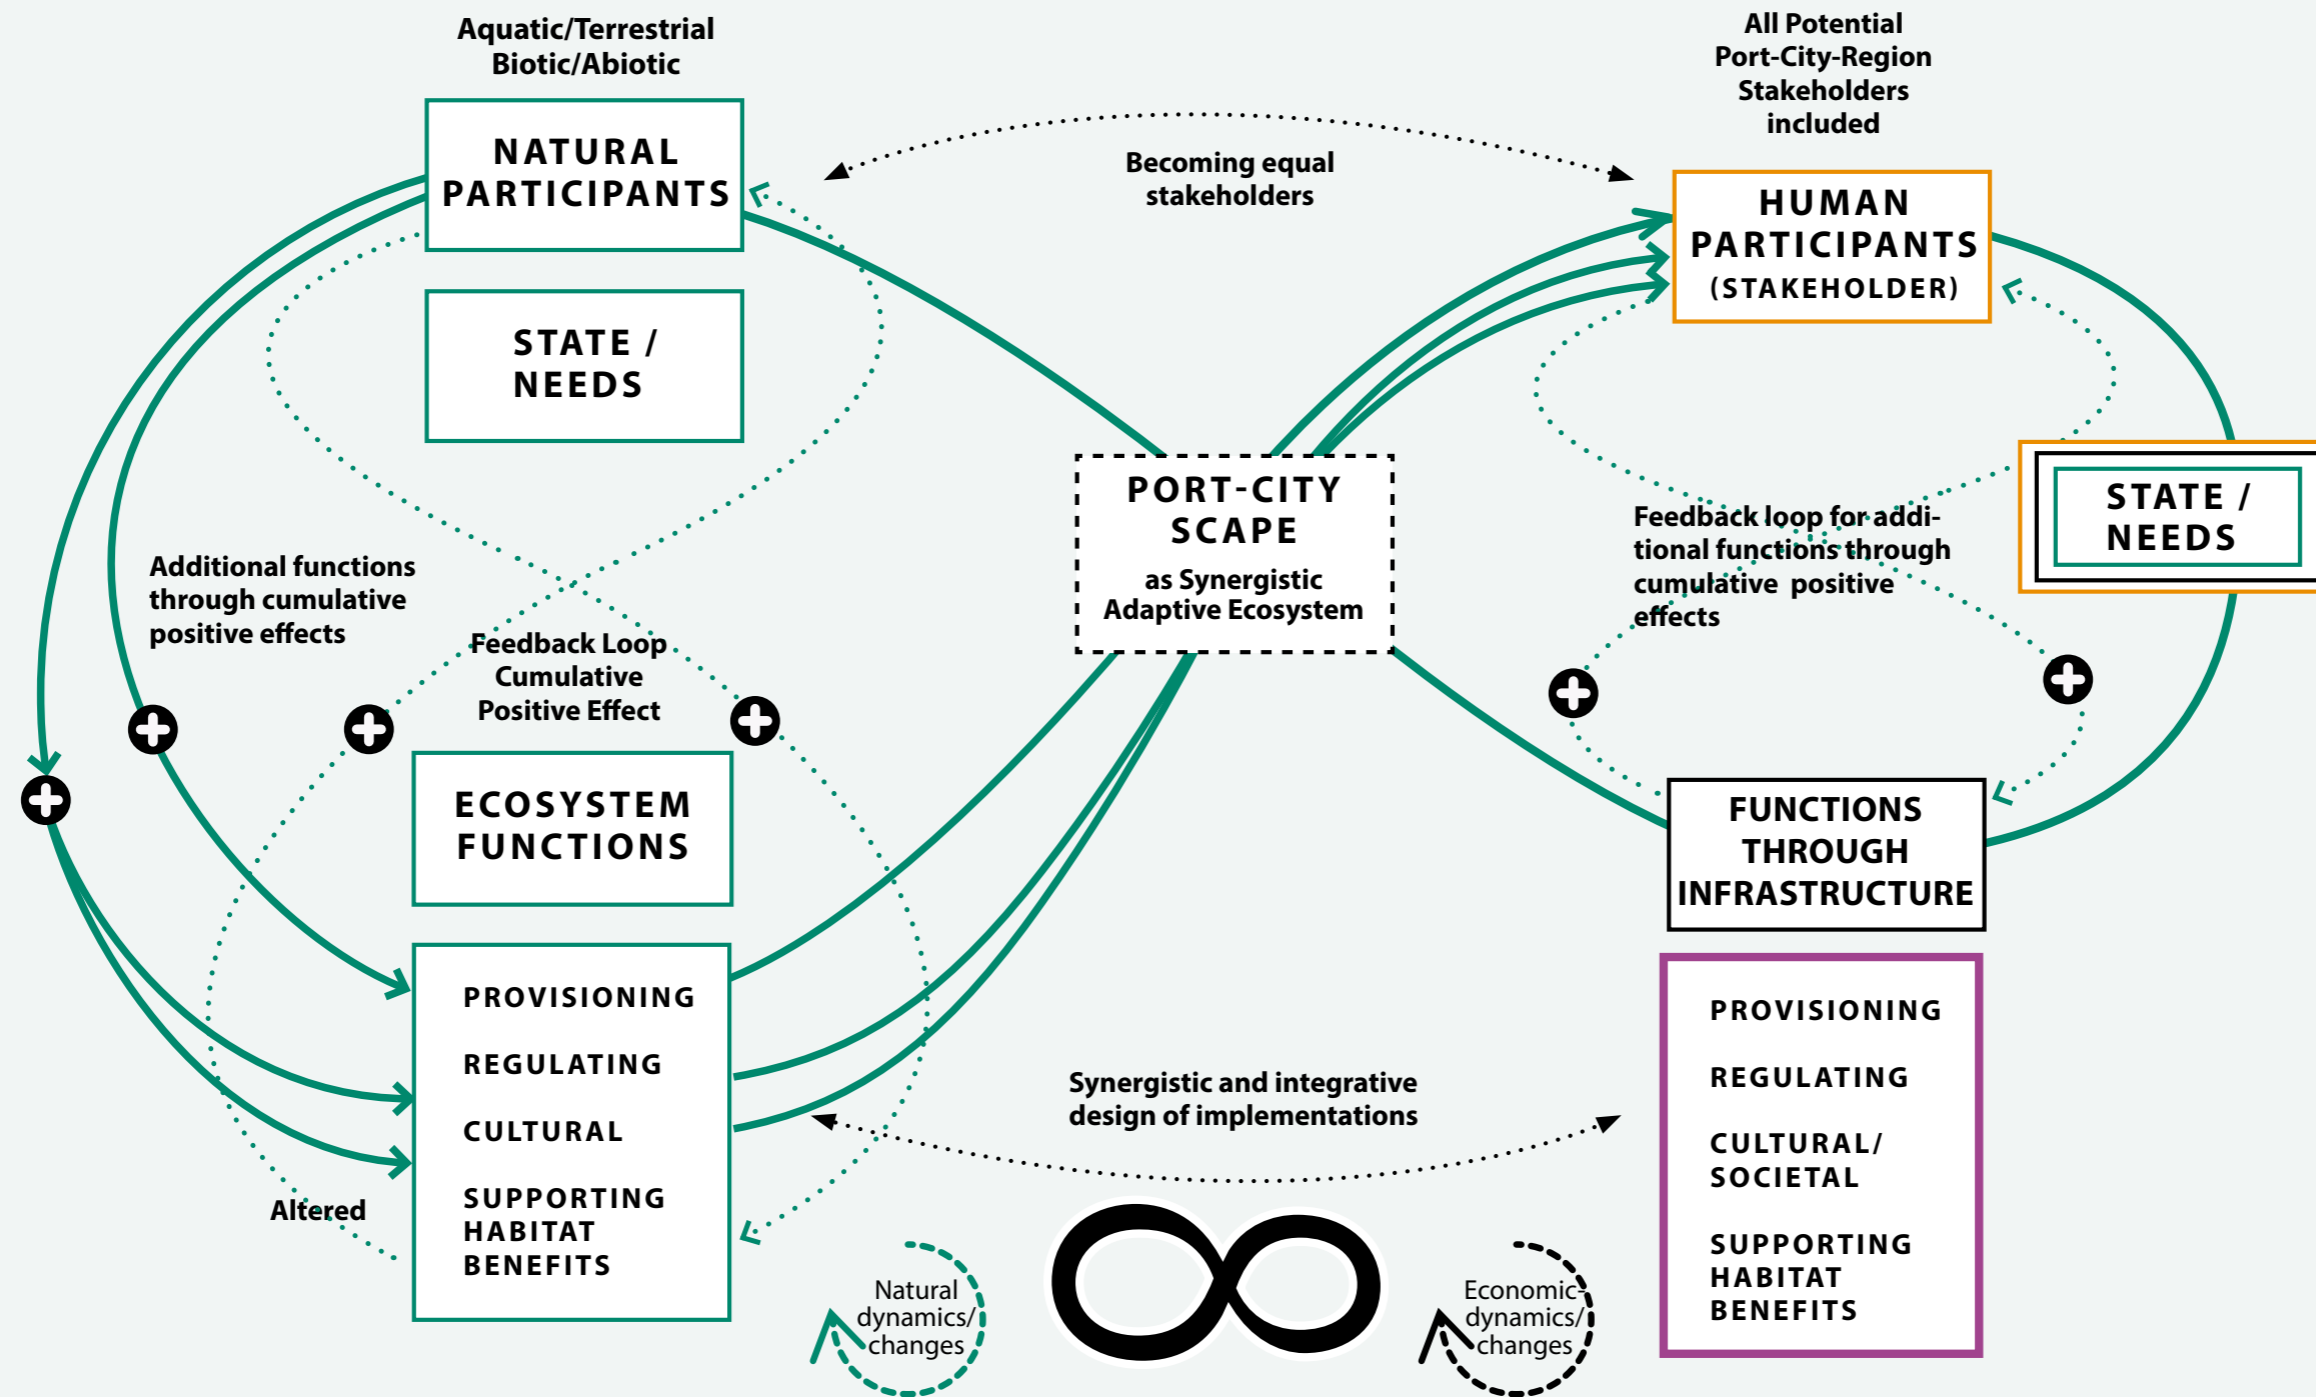 Aquatic/Terrestrial
Biotic/Abiotic
NATURAL
PARTICIPANTS
STATE /
NEEDS
Becoming equal
stakeholders
All Potential
Port-City-Region
Stakeholders
included
HUMAN
PARTICIPANTS
(STAKEHOLDER)
PORT-CITY
SCAPE
as Synergistic
Adaptive Ecosystem
STATE /
NEEDS
Feedback loop for addi-
tional functions through
cumulative positive
effects
Additional functions
through cumulative
positive effects
Feedback Loop
Cumulative
Positive Effect
ECOSYSTEM
FUNCTIONS
FUNCTIONS
THROUGH
INFRASTRUCTURE
PROVISIONING
REGULATING
CULTURAL
SUPPORTING
HABITAT
BENEFITS
Altered
Synergistic and integrative
design of implementations
PROVISIONING
REGULATING
CULTURAL/
SOCIETAL
SUPPORTING
HABITAT
BENEFITS
Natural
dynamics/
changes
Economic-
dynamics/
changes